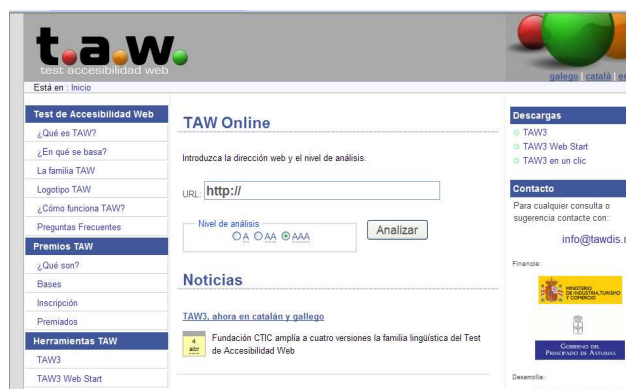 t.a.w.
test accesibilidad web
galego | català | en
Está en : Inicio
Test de Accesibilidad Web
¿Qué es TAW?
¿En qué se basa?
La familia TAW
Logotipo TAW
¿Cómo funciona TAW?
Preguntas Frecuentes
Premios TAW
¿Qué son?
Bases
Inscripción
Premiados
Herramientas TAW
TAW3
TAW3 Web Start
TAW Online
Introduzca la dirección web y el nivel de análisis.
URL: http://
Nivel de análisis
A AA AAA
Analizar
Noticias
TAW3, ahora en catalán y gallego
4
abr
Fundación CTIC amplía a cuatro versiones la familia lingüística del Test
de Accesibilidad Web
Descargas
TAW3
TAW3 Web Start
TAW3 en un clic
Contacto
Para cualquier consulta o
sugerencia contacte con:
info@tawdis.n
Financia:
MINISTERIO
DE INDUSTRIA, TURISMO
Y COMERCIO
GOBIERNO DEL
PRINCIPADO DE ASTURIAS
Desarrolla: